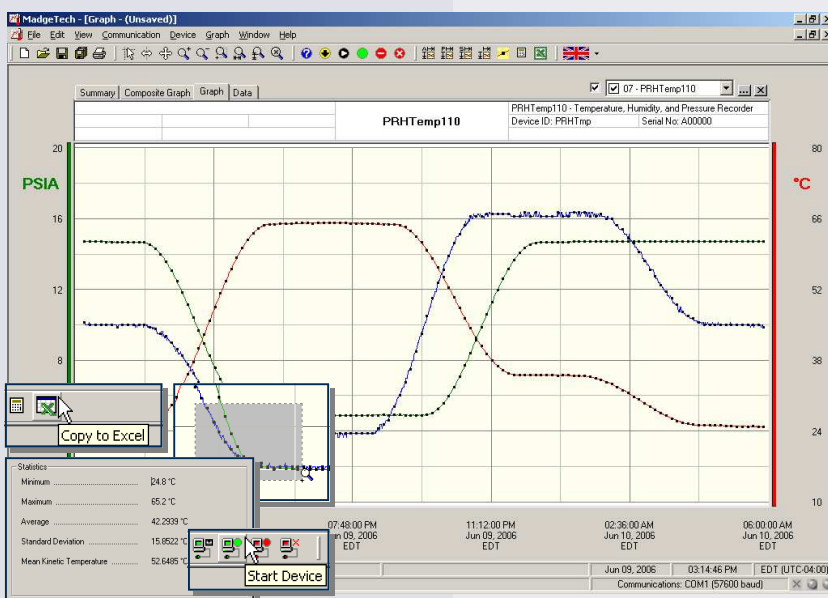 MadgeTech - [Graph - (Unsaved)]
File Edit View Communication Device Graph Window Help
Summary Composite Graph Graph Data
07 - PRHTemp110
PRHTemp110
PRHTemp110 - Temperature, Humidity, and Pressure Recorder
Device ID: PRHTmp Serial No: A00000
20 80
PSIA °C
16 66
12 52
8 38
24
10
Copy to Excel
Statistics
Minimum 24.8 °C
Maximum 65.2 °C
Average 42.2939 °C
Standard Deviation 15.8522 °C
Mean Kinetic Temperature 52.6485 °C
Start Device
07:48:00 PM 11:12:00 PM 02:36:00 AM 06:00:00 AM
Jun 09, 2006 Jun 09, 2006 Jun 10, 2006 Jun 10, 2006
EDT EDT EDT EDT
Jun 09, 2006 03:14:46 PM EDT (UTC-04:00)
Communications: COM1 (57600 baud)